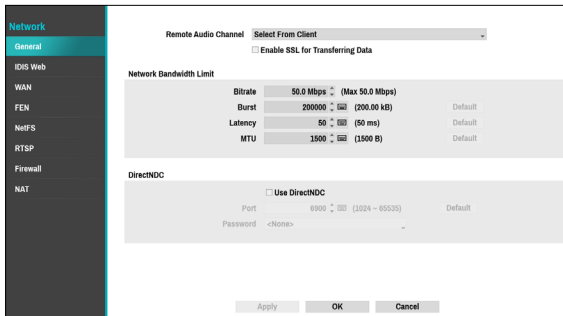 Network
General
IDIS Web
WAN
FEN
NetFS
RTSP
Firewall
NAT
Remote Audio Channel Select From Client
Enable SSL for Transferring Data
Network Bandwidth Limit
Bitrate 50.0 Mbps (Max 50.0 Mbps)
Burst 200000 (200.00 kB) Default
Latency 50 (50 ms) Default
MTU 1500 (1500 B) Default
DirectNDC
Use DirectNDC
Port 6900 (1024 ~ 65535) Default
Password <None>
Apply OK Cancel